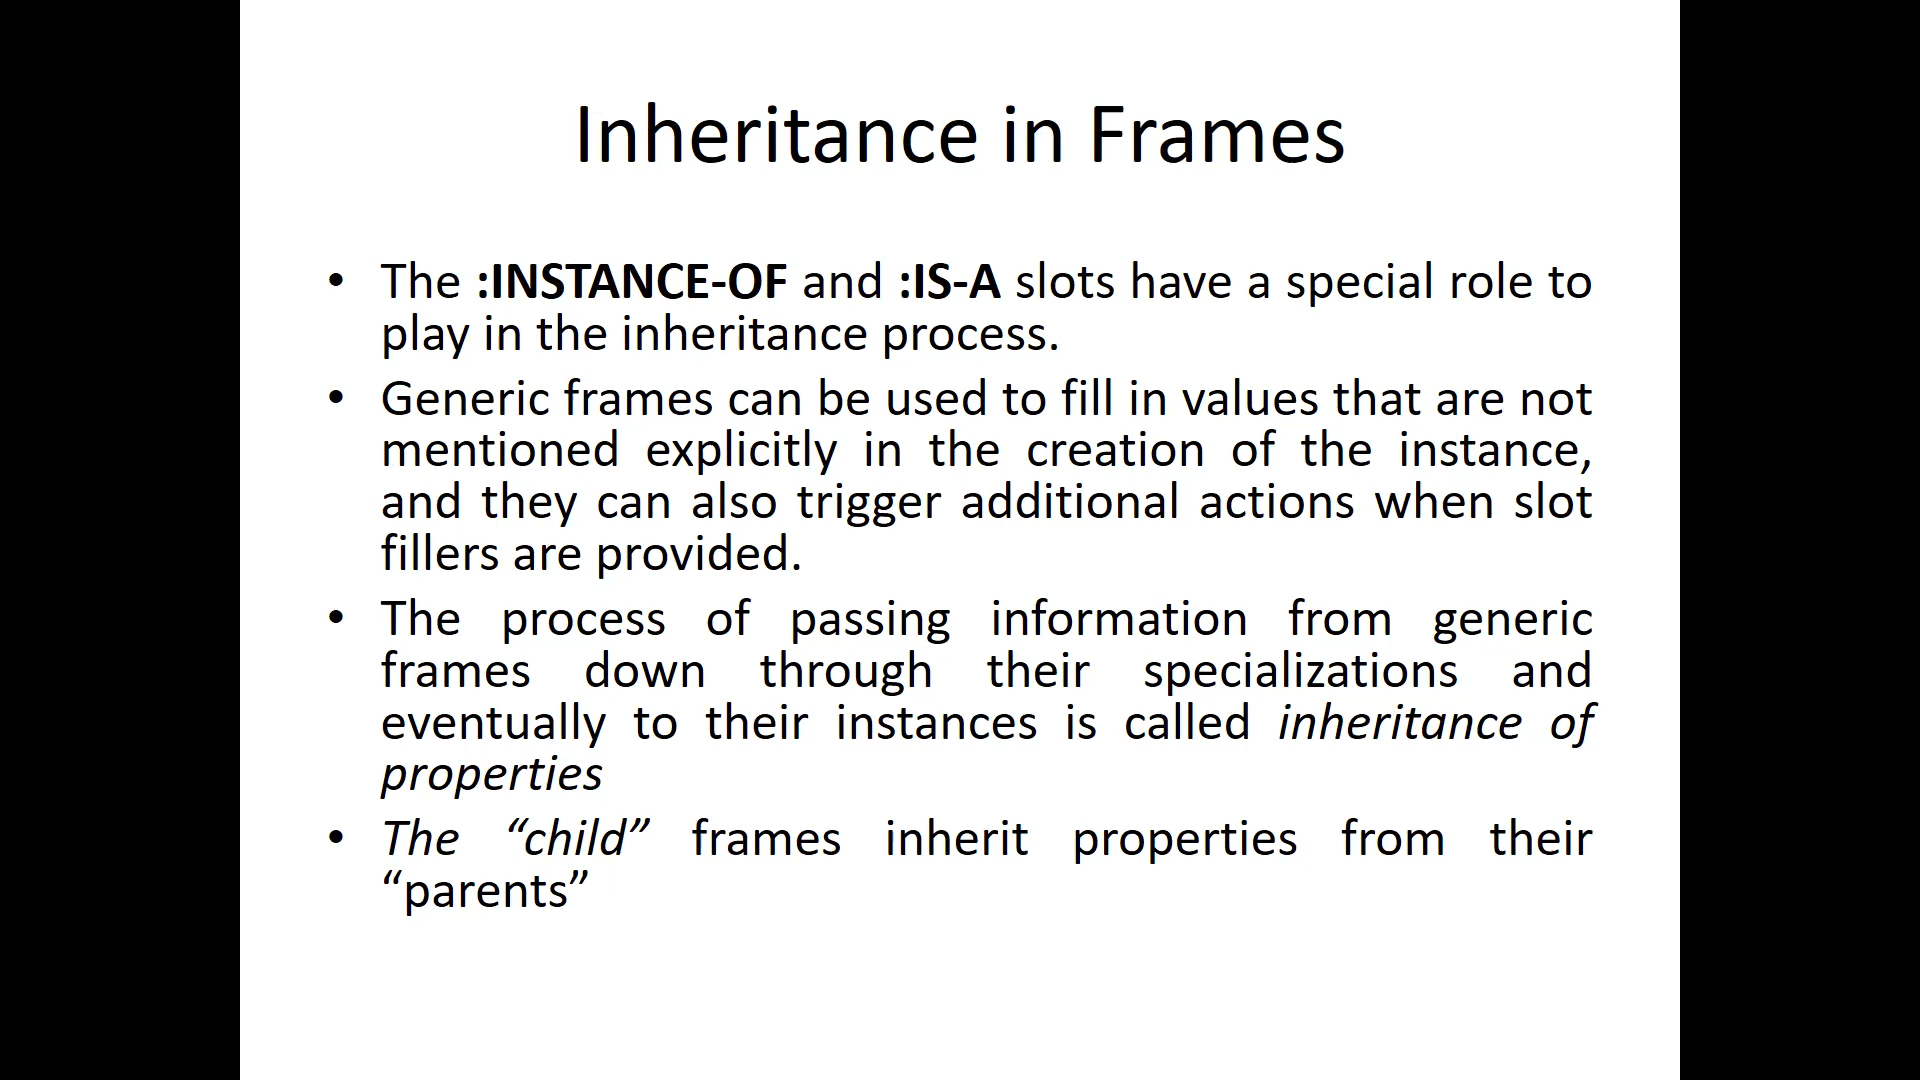 Inheritance in Frames
• The :INSTANCE-OF and :IS-A slots have a special role to
play in the inheritance process.
• Generic frames can be used to fill in values that are not
mentioned explicitly in the creation of the instance,
and they can also trigger additional actions when slot
fillers are provided.
• The process of passing information from generic
frames down through their specializations and
eventually to their instances is called inheritance of
properties
• The “child” frames inherit properties from their
“parents”